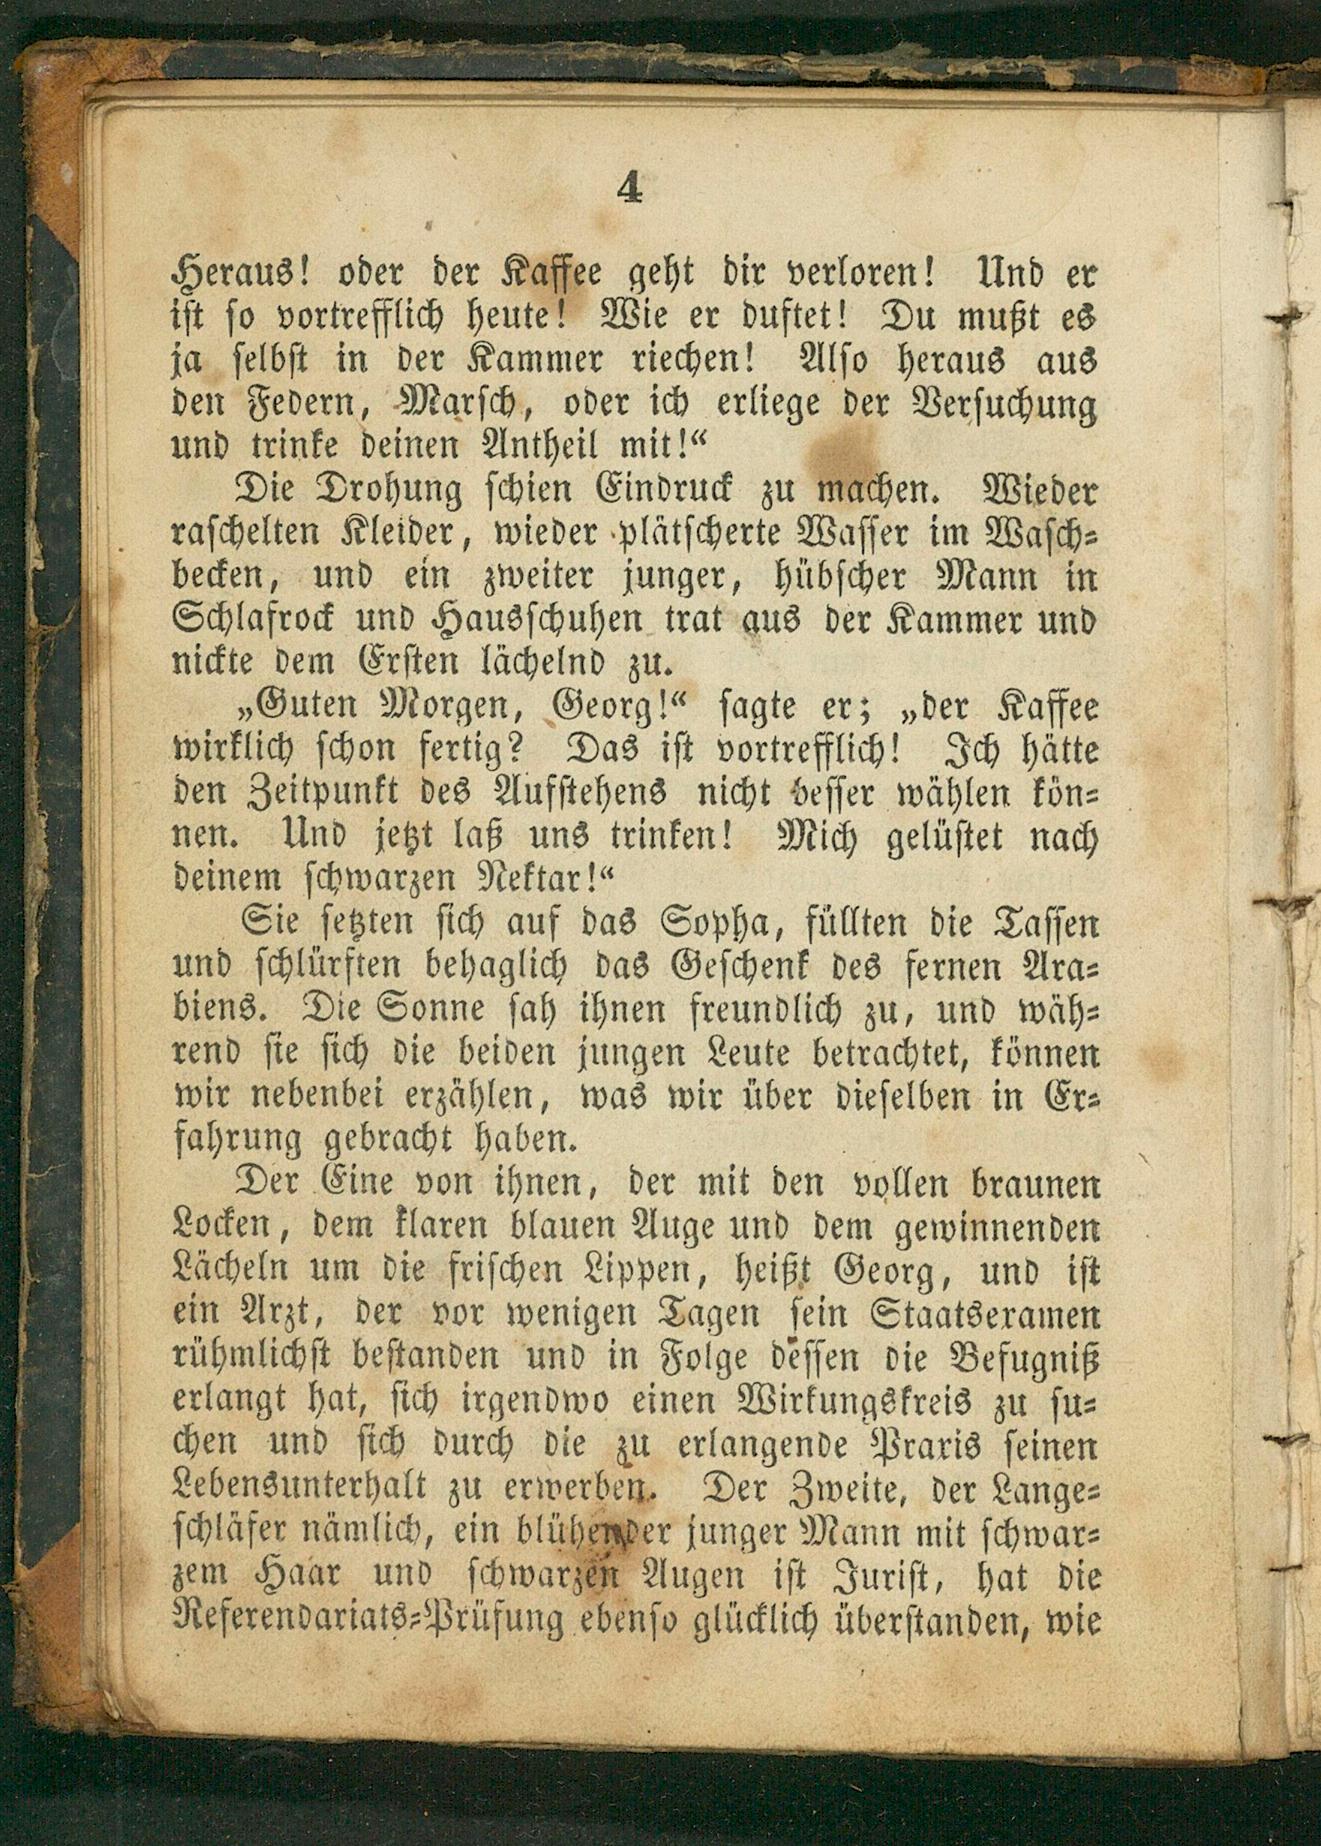 4
Heraus! oder der Kaffee geht dir verloren! Und er
ist so vortrefflich heute! Wie er duftet! Du mußt es
ja selbst in der Kammer riechen! Also heraus aus
den Federn, Marsch, oder ich erliege der Versuchung
und trinke deinen Antheil mit!“
Die Drohung schien Eindruck zu machen. Wieder
raschelten Kleider, wieder plätscherte Wasser im Wasch-
becken, und ein zweiter junger, hübscher Mann in
Schlafrock und Hausschuhen trat aus der Kammer und
nickte dem Ersten lächelnd zu.
„Guten Morgen, Georg!“ sagte er; „der Kaffee
wirklich schon fertig? Das ist vortrefflich! Ich hätte
den Zeitpunkt des Aufstehens nicht besser wählen kön-
nen. Und jetzt laß uns trinken! Mich gelüstet nach
deinem schwarzen Nektar!“
Sie setzten sich auf das Sopha, füllten die Tassen
und schlürften behaglich das Geschenk des fernen Ara-
biens. Die Sonne sah ihnen freundlich zu, und wäh-
rend sie sich die beiden jungen Leute betrachtet, können
wir nebenbei erzählen, was wir über dieselben in Er-
fahrung gebracht haben.
Der Eine von ihnen, der mit den vollen braunen
Locken, dem klaren blauen Auge und dem gewinnenden
Lächeln um die frischen Lippen, heißt Georg, und ist
ein Arzt, der vor wenigen Tagen sein Staatsexamen
rühmlichst bestanden und in Folge dessen die Befugniß
erlangt hat, sich irgendwo einen Wirkungskreis zu su-
chen und sich durch die zu erlangende Praxis seinen
Lebensunterhalt zu erwerben. Der Zweite, der Lange-
schläfer nämlich, ein blühender junger Mann mit schwar-
zem Haar und schwarzen Augen ist Jurist, hat die
Referendariats-Prüfung ebenso glücklich überstanden, wie